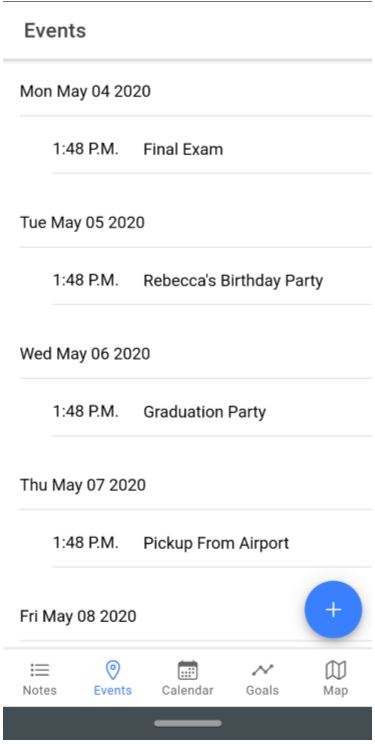 Events
Mon May 04 2020
1:48 P.M. Final Exam
Tue May 05 2020
1:48 P.M. Rebecca's Birthday Party
Wed May 06 2020
1:48 P.M. Graduation Party
Thu May 07 2020
1:48 P.M. Pickup From Airport
Fri May 08 2020
+
Notes Events Calendar Goals Map